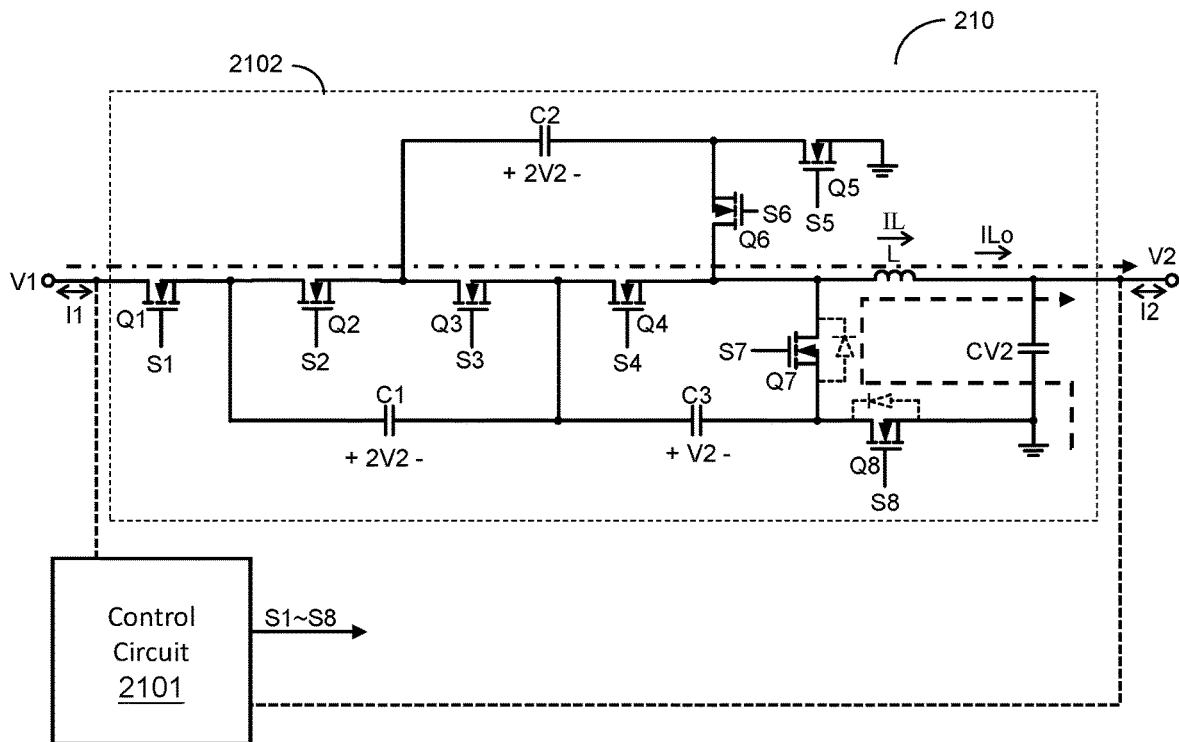 210
2102
C2
+ 2V2 -
Q5
S5
S6
Q6
IL
L
ILo
V1
I1
V2
I2
Q1
Q2
Q3
Q4
S1
S2
S3
S4
S7
Q7
CV2
C1
+ 2V2 -
C3
+ V2 -
Q8
S8
Control
Circuit
2101
S1~S8